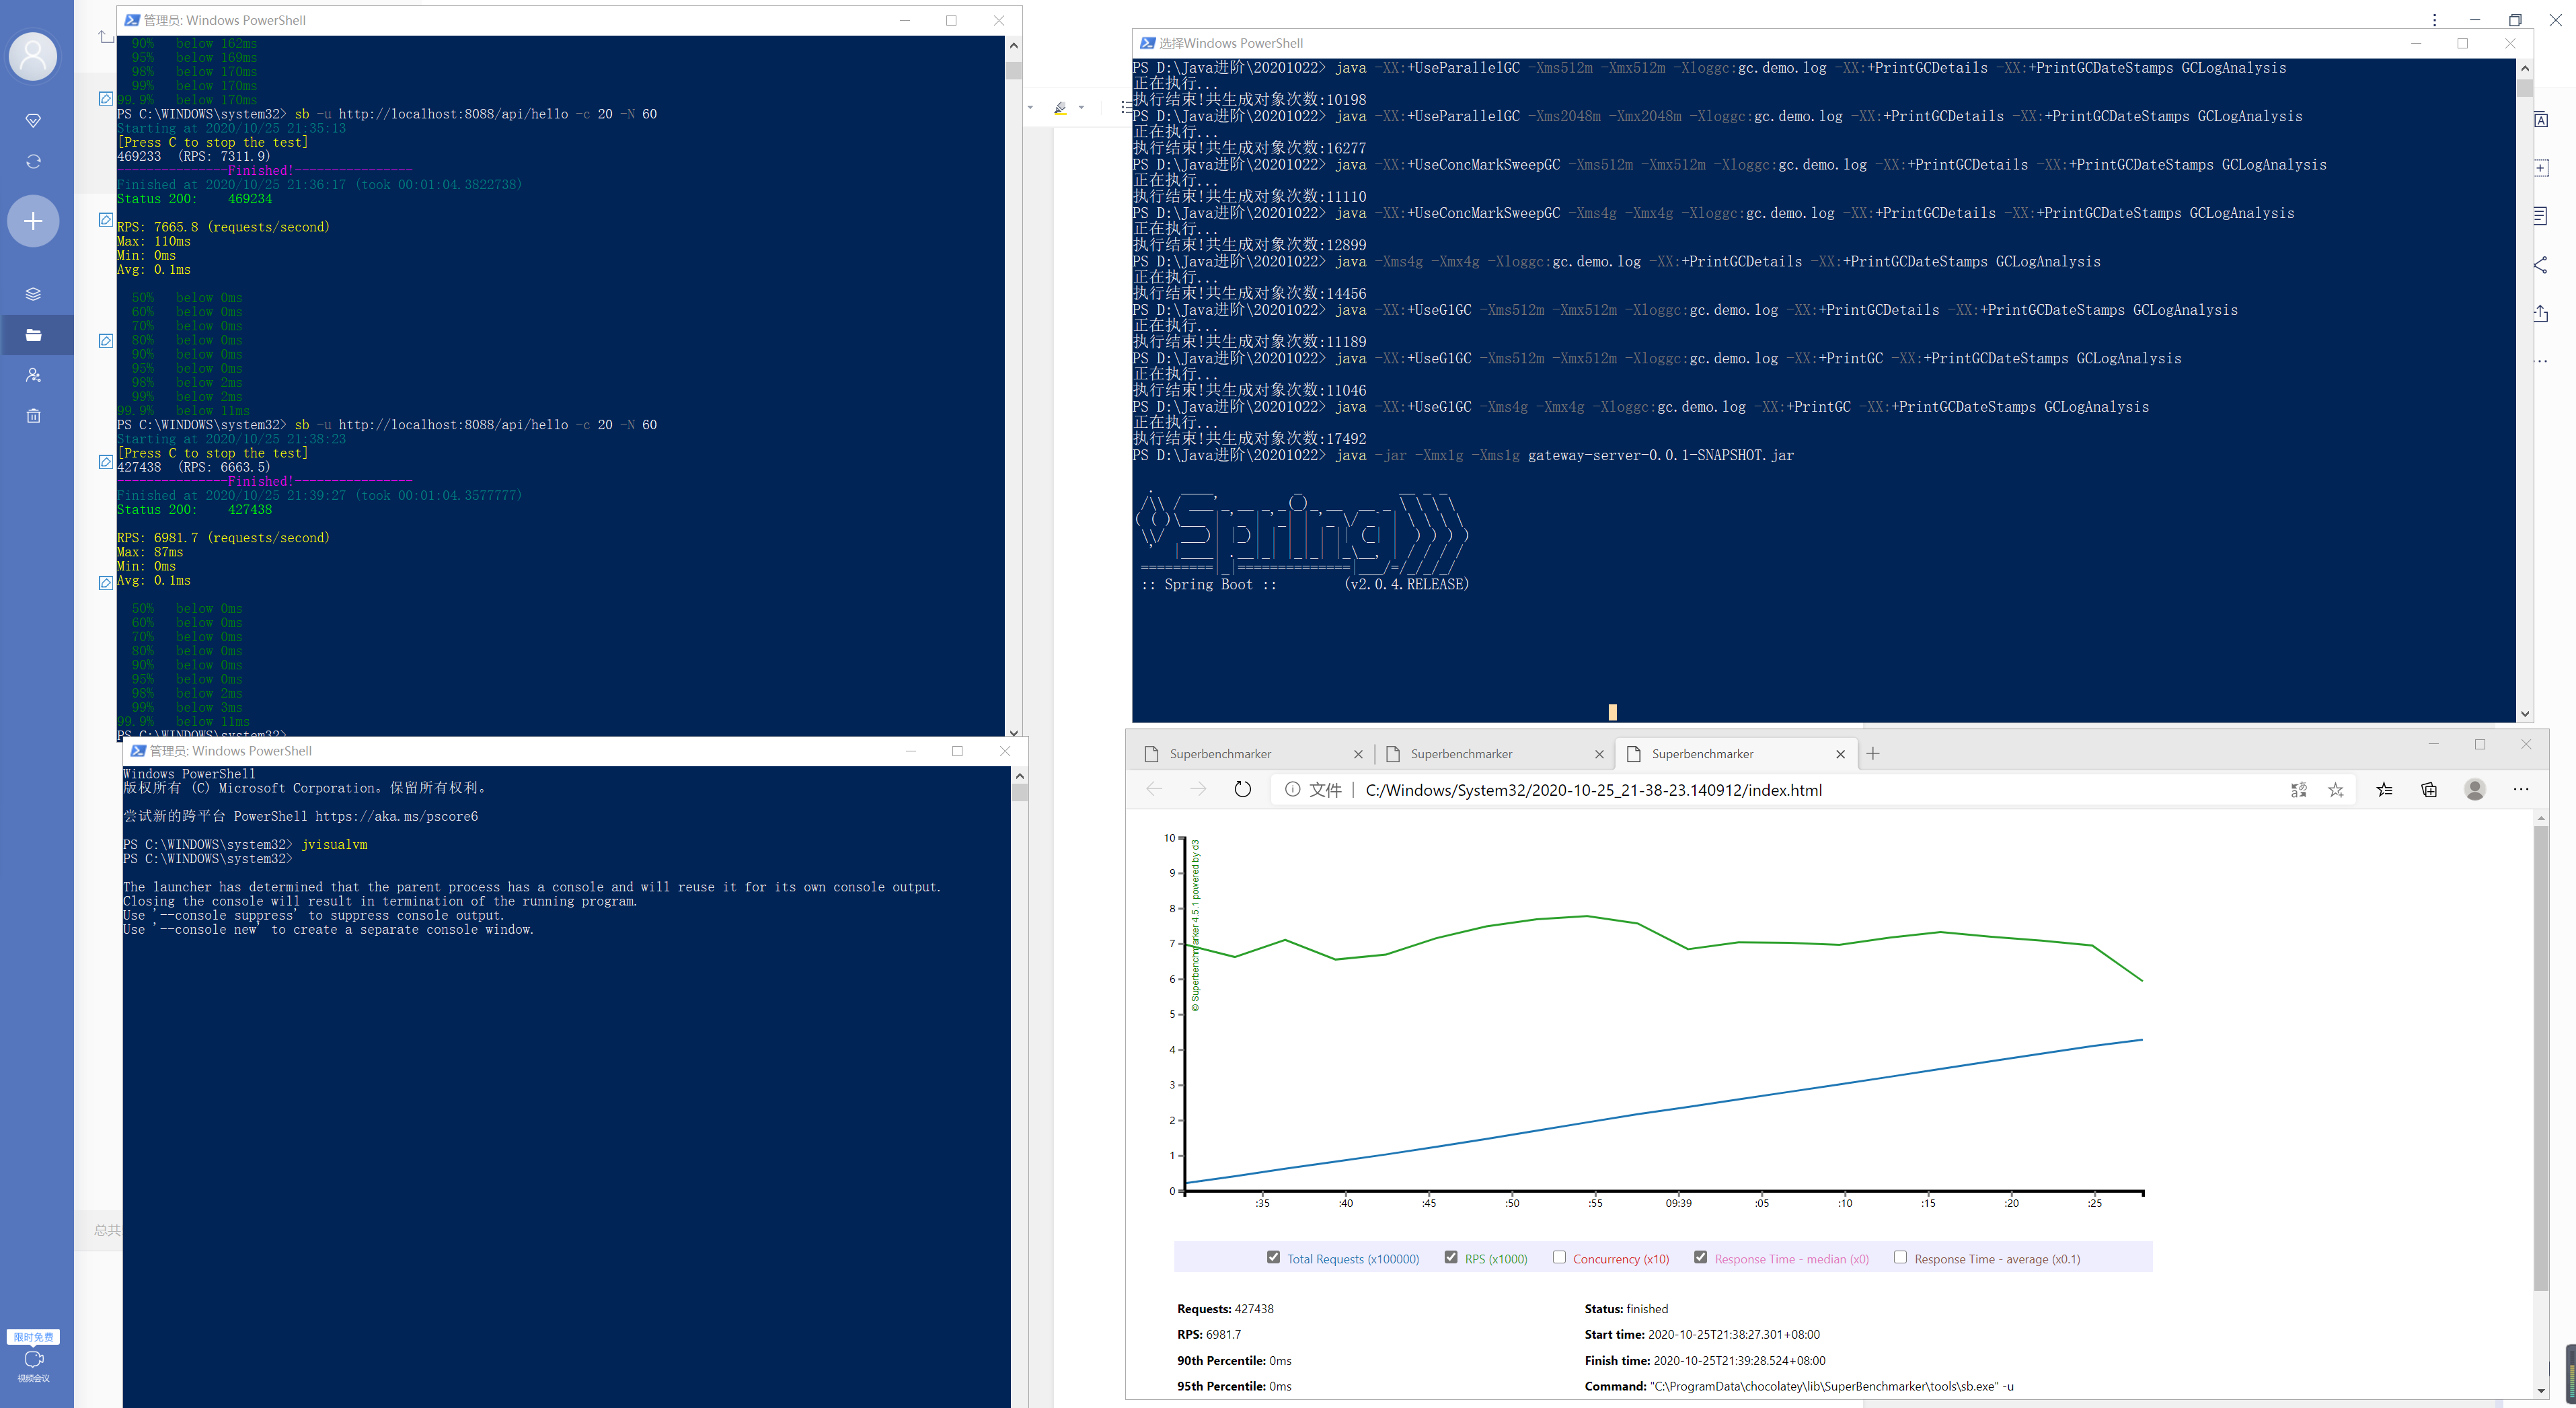 管理员: Windows PowerShell
90% below 162ms
95% below 169ms
98% below 170ms
99% below 170ms
99.9% below 170ms
PS C:\WINDOWS\system32> sb -u http://localhost:8088/api/hello -c 20 -N 60
Starting at 2020/10/25 21:35:13
[Press C to stop the test]
469233 (RPS: 7311.9)
---------------Finished!----------------
Finished at 2020/10/25 21:36:17 (took 00:01:04.3822738)
Status 200: 469234
RPS: 7665.8 (requests/second)
Max: 110ms
Min: 0ms
Avg: 0.1ms
50% below 0ms
60% below 0ms
70% below 0ms
80% below 0ms
90% below 0ms
95% below 0ms
98% below 2ms
99% below 2ms
99.9% below 11ms
PS C:\WINDOWS\system32> sb -u http://localhost:8088/api/hello -c 20 -N 60
Starting at 2020/10/25 21:38:23
[Press C to stop the test]
427438 (RPS: 6663.5)
---------------Finished!----------------
Finished at 2020/10/25 21:39:27 (took 00:01:04.3577777)
Status 200: 427438
RPS: 6981.7 (requests/second)
Max: 87ms
Min: 0ms
Avg: 0.1ms
50% below 0ms
60% below 0ms
70% below 0ms
80% below 0ms
90% below 0ms
95% below 0ms
98% below 2ms
99% below 3ms
99.9% below 11ms
PS C:\WINDOWS\system32>
管理员: Windows PowerShell
Windows PowerShell
版权所有 (C) Microsoft Corporation。保留所有权利。
尝试新的跨平台 PowerShell https://aka.ms/pscore6
PS C:\WINDOWS\system32> jvisualvm
PS C:\WINDOWS\system32>
The launcher has determined that the parent process has a console and will reuse it for its own console output.
Closing the console will result in termination of the running program.
Use '--console suppress' to suppress console output.
Use '--console new' to create a separate console window.
总共
限时免费
视频会议
选择Windows PowerShell
PS D:\Java进阶\20201022> java -XX:+UseParallelGC -Xms512m -Xmx512m -Xloggc:gc.demo.log -XX:+PrintGCDetails -XX:+PrintGCDateStamps GCLogAnalysis
正在执行...
执行结束!共生成对象次数:10198
PS D:\Java进阶\20201022> java -XX:+UseParallelGC -Xms2048m -Xmx2048m -Xloggc:gc.demo.log -XX:+PrintGCDetails -XX:+PrintGCDateStamps GCLogAnalysis
正在执行...
执行结束!共生成对象次数:16277
PS D:\Java进阶\20201022> java -XX:+UseConcMarkSweepGC -Xms512m -Xmx512m -Xloggc:gc.demo.log -XX:+PrintGCDetails -XX:+PrintGCDateStamps GCLogAnalysis
正在执行...
执行结束!共生成对象次数:11110
PS D:\Java进阶\20201022> java -XX:+UseConcMarkSweepGC -Xms4g -Xmx4g -Xloggc:gc.demo.log -XX:+PrintGCDetails -XX:+PrintGCDateStamps GCLogAnalysis
正在执行...
执行结束!共生成对象次数:12899
PS D:\Java进阶\20201022> java -Xms4g -Xmx4g -Xloggc:gc.demo.log -XX:+PrintGCDetails -XX:+PrintGCDateStamps GCLogAnalysis
正在执行...
执行结束!共生成对象次数:14456
PS D:\Java进阶\20201022> java -XX:+UseG1GC -Xms512m -Xmx512m -Xloggc:gc.demo.log -XX:+PrintGCDetails -XX:+PrintGCDateStamps GCLogAnalysis
正在执行...
执行结束!共生成对象次数:11189
PS D:\Java进阶\20201022> java -XX:+UseG1GC -Xms512m -Xmx512m -Xloggc:gc.demo.log -XX:+PrintGC -XX:+PrintGCDateStamps GCLogAnalysis
正在执行...
执行结束!共生成对象次数:11046
PS D:\Java进阶\20201022> java -XX:+UseG1GC -Xms4g -Xmx4g -Xloggc:gc.demo.log -XX:+PrintGC -XX:+PrintGCDateStamps GCLogAnalysis
正在执行...
执行结束!共生成对象次数:17492
PS D:\Java进阶\20201022> java -jar -Xmx1g -Xms1g gateway-server-0.0.1-SNAPSHOT.jar
Spring
:: Spring Boot :: (v2.0.4.RELEASE)
Superbenchmarker
Superbenchmarker
Superbenchmarker
文件 | C:/Windows/System32/2020-10-25_21-38-23.140912/index.html
© Superbenchmarker 4.5.1 powered by d3
10
9
8
7
6
5
4
3
2
1
0
:35 :40 :45 :50 :55 09:39 :05 :10 :15 :20 :25
Total Requests (x100000) RPS (x1000) Concurrency (x10) Response Time - median (x0) Response Time - average (x0.1)
Requests: 427438
RPS: 6981.7
90th Percentile: 0ms
95th Percentile: 0ms
Status: finished
Start time: 2020-10-25T21:38:27.301+08:00
Finish time: 2020-10-25T21:39:28.524+08:00
Command: "C:\ProgramData\chocolatey\lib\SuperBenchmarker\tools\sb.exe" -u